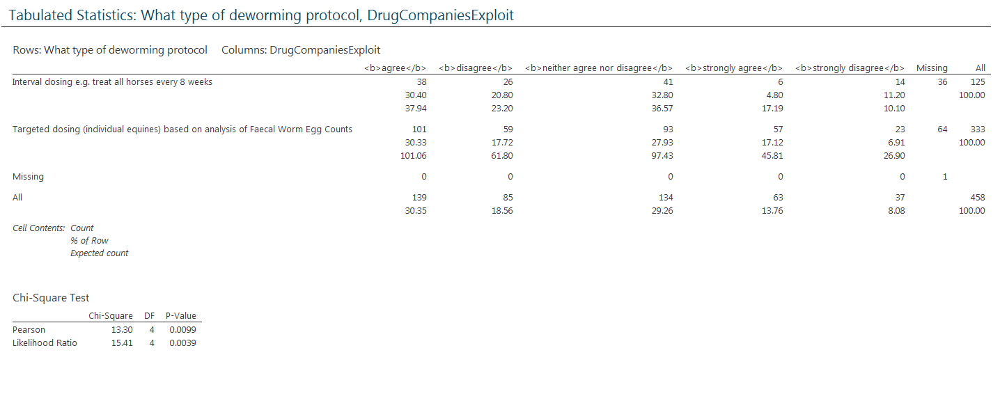 Tabulated Statistics: What type of deworming protocol, DrugCompaniesExploit
Rows: What type of deworming protocol Columns: DrugCompaniesExploit
<b>agree</b> <b>disagree</b> <b>neither agree nor disagree</b> <b>strongly agree</b> <b>strongly disagree</b> Missing All
Interval dosing e.g. treat all horses every 8 weeks 38 26 41 6 14 36 125
30.40 20.80 32.80 4.80 11.20 100.00
37.94 23.20 36.57 17.19 10.10
Targeted dosing (individual equines) based on analysis of Faecal Worm Egg Counts 101 59 93 57 23 64 333
30.33 17.72 27.93 17.12 6.91 100.00
101.06 61.80 97.43 45.81 26.90
Missing 0 0 0 0 0 1
All 139 85 134 63 37 458
30.35 18.56 29.26 13.76 8.08 100.00
Cell Contents: Count
% of Row
Expected count
Chi-Square Test
Chi-Square DF P-Value
Pearson 13.30 4 0.0099
Likelihood Ratio 15.41 4 0.0039